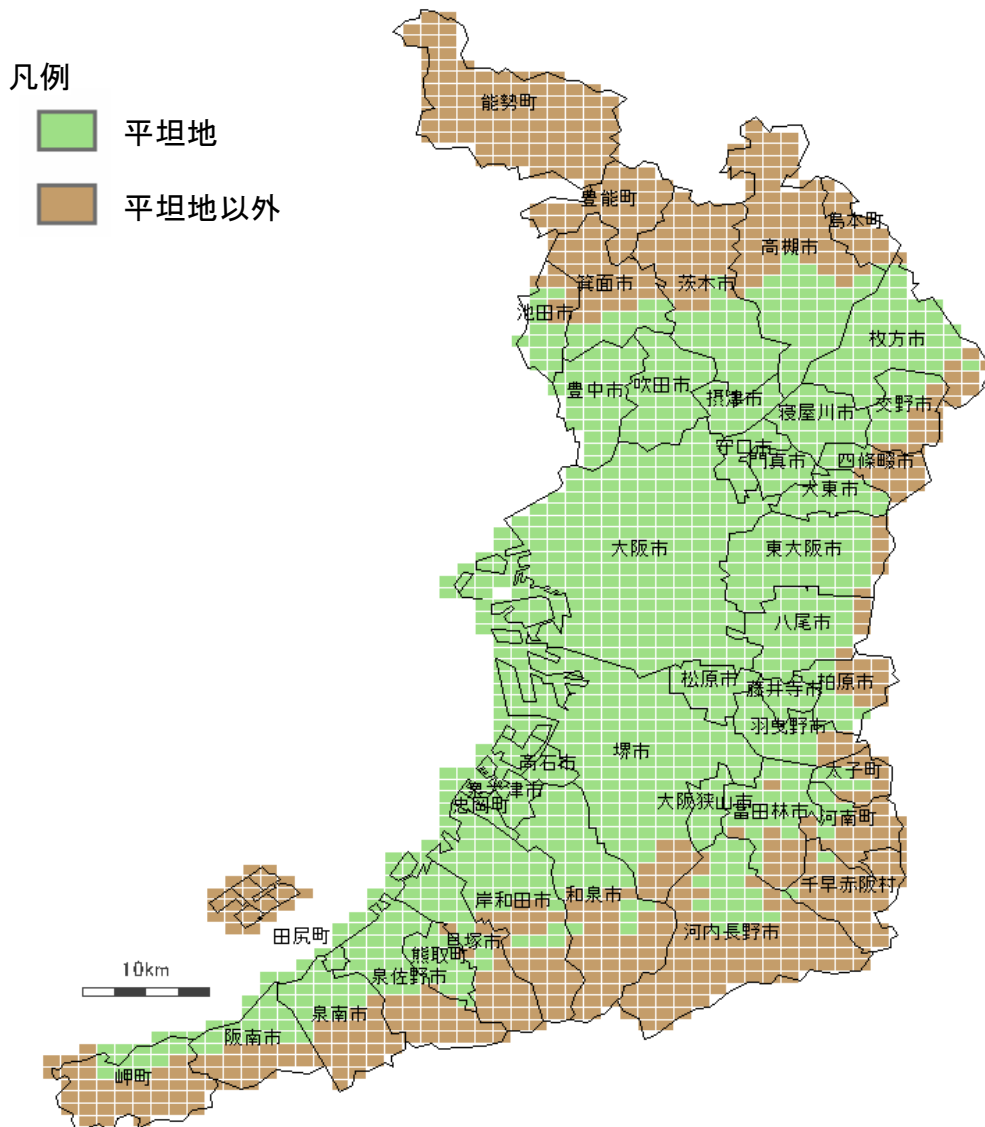 凡例
平坦地
平坦地以外
能勢町
豊能町
島本町
高槻市
箕面市
茨木市
池田市
枚方市
豊中市
吹田市
摂津市
寝屋川市
交野市
守口市
門真市
四條畷市
大東市
大阪市
東大阪市
八尾市
松原市
藤井寺市
柏原市
羽曳野市
堺市
高石市
太子町
泉大津市
忠岡町
大阪狭山市
富田林市
河南町
千早赤阪村
岸和田市
和泉市
河内長野市
田尻町
貝塚市
熊取町
泉佐野市
10km
泉南市
阪南市
岬町